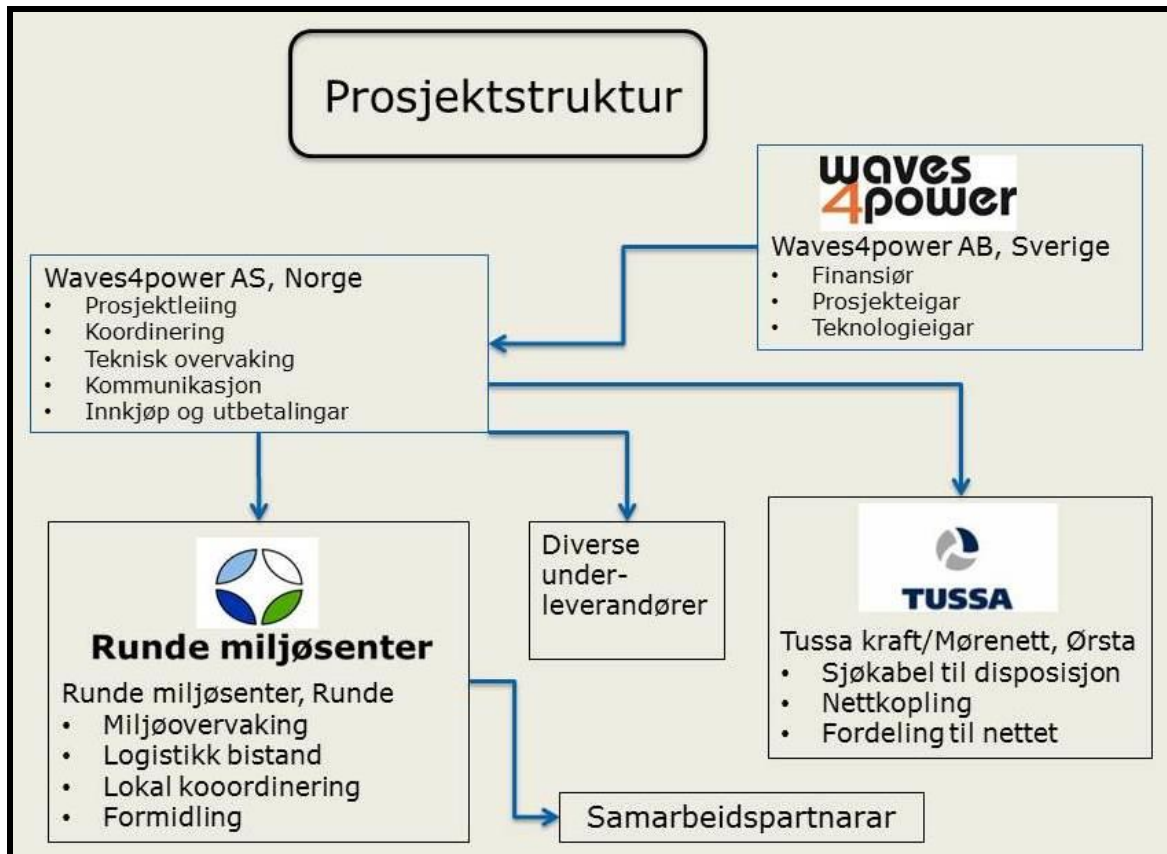 Prosjektstruktur
waves
4power
Waves4power AB, Sverige
• Finansiør
• Prosjekteigar
• Teknologieigar
Waves4power AS, Norge
• Prosjektleiing
• Koordinering
• Teknisk overvaking
• Kommunikasjon
• Innkjøp og utbetalingar
Runde miljøsenter
Runde miljøsenter, Runde
• Miljøovervaking
• Logistikk bistand
• Lokal kooordinering
• Formidling
Diverse
under-
leverandører
TUSSA
Tussa kraft/Mørenett, Ørsta
• Sjøkabel til disposisjon
• Nettkopling
• Fordeling til nettet
Samarbeidspartnarar